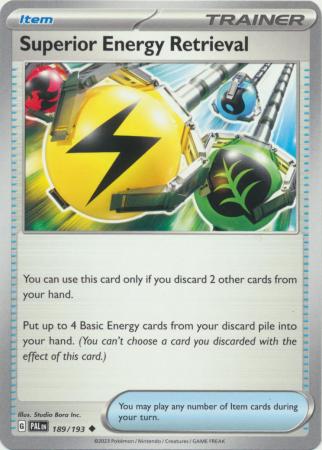 Item
TRAINER
Superior Energy Retrieval
You can use this card only if you discard 2 other cards from
your hand.
Put up to 4 Basic Energy cards from your discard pile into
your hand. (You can't choose a card you discarded with the
effect of this card.)
Illus. Studio Bora Inc.
G PAL EN 189/193
You may play any number of Item cards during
your turn.
©2023 Pokémon / Nintendo / Creatures / GAME FREAK